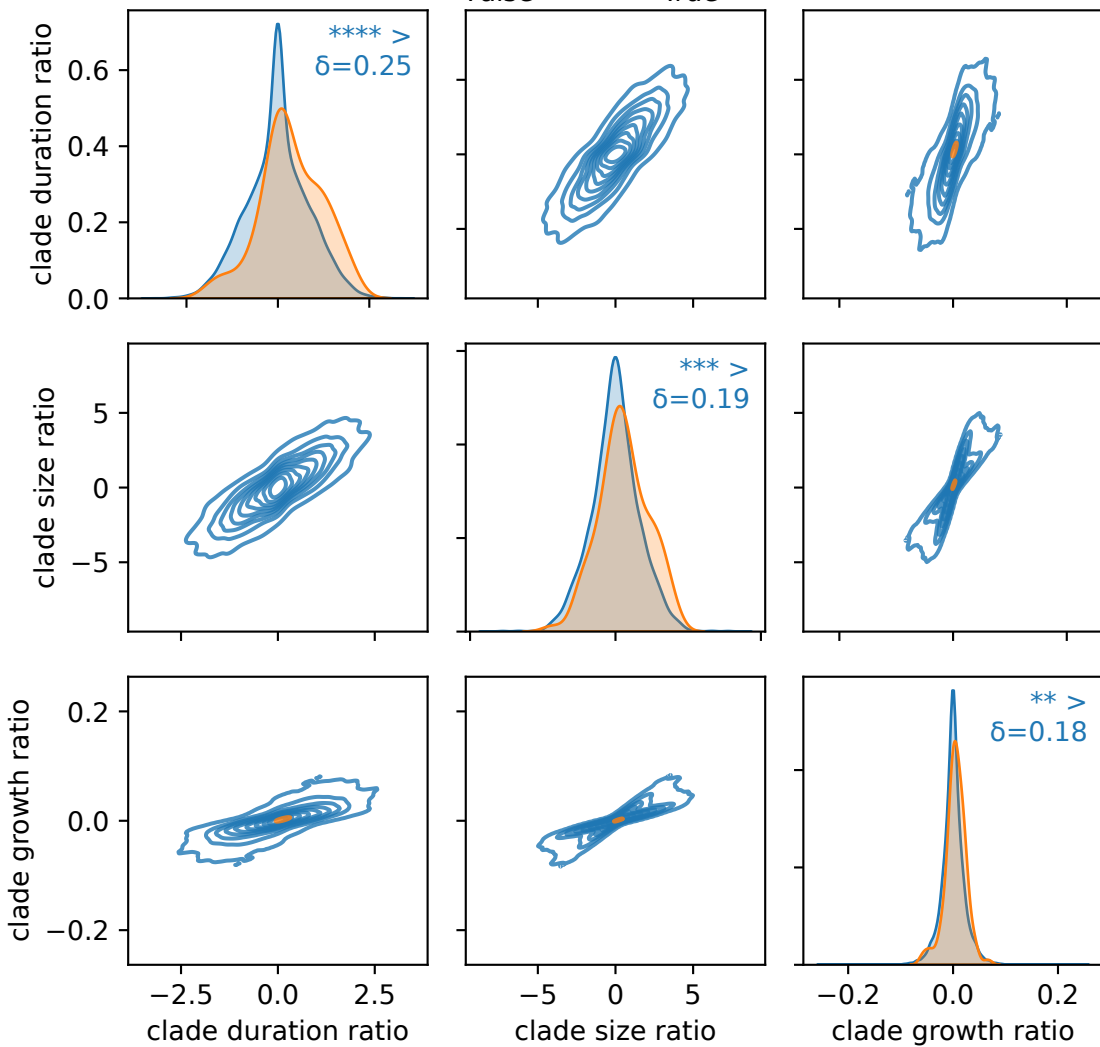 clade duration ratio
0.6
0.4
0.2
0.0
**** >
δ=0.25
clade size ratio
5
0
−5
*** >
δ=0.19
clade growth ratio
0.2
0.0
−0.2
** >
δ=0.18
−2.5 0.0 2.5
−5 0 5
−0.2 0.0 0.2
clade duration ratio
clade size ratio
clade growth ratio